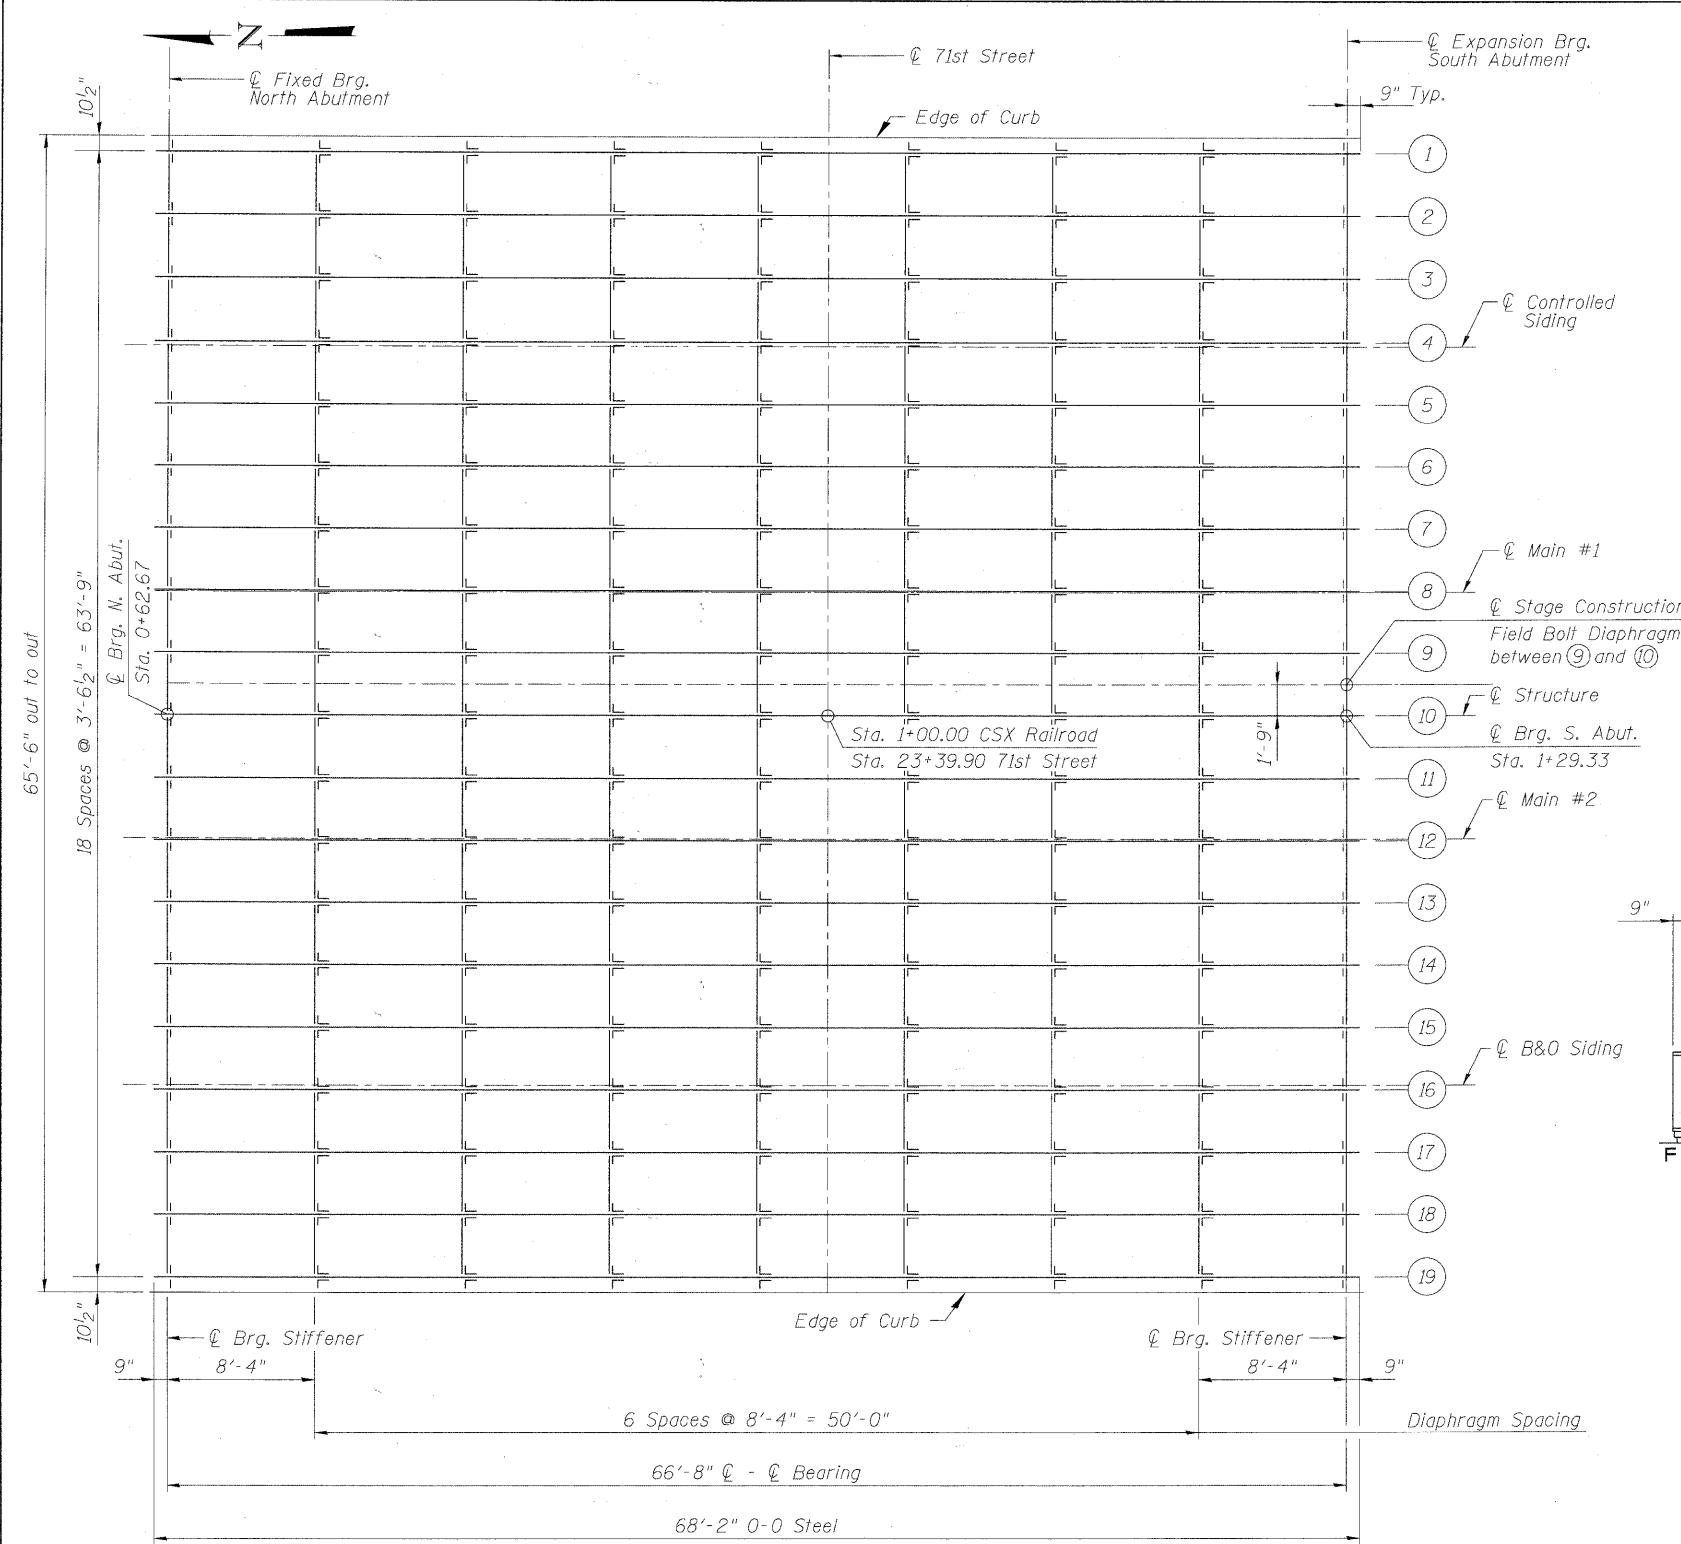 N
℄ Fixed Brg.
North Abutment
℄ 71st Street
℄ Expansion Brg.
South Abutment
9" Typ.
Edge of Curb
10½"
65'-6" out to out
18 Spaces @ 3'-6½" = 63'-9"
℄ Brg. N. Abut.
Sta. 0+62.67
1
2
3
℄ Controlled
Siding
4
5
6
7
℄ Main #1
8
℄ Stage Construction
Field Bolt Diaphragm
between 9 and 10
9
℄ Structure
10
1'-9"
℄ Brg. S. Abut.
Sta. 1+29.33
Sta. 1+00.00 CSX Railroad
Sta. 23+39.90 71st Street
11
℄ Main #2
12
13
9"
14
15
℄ B&O Siding
16
17
F
18
19
10½"
Edge of Curb
℄ Brg. Stiffener
℄ Brg. Stiffener
9"
8'-4"
8'-4"
9"
6 Spaces @ 8'-4" = 50'-0"
Diaphragm Spacing
66'-8" ℄ - ℄ Bearing
68'-2" O-O Steel